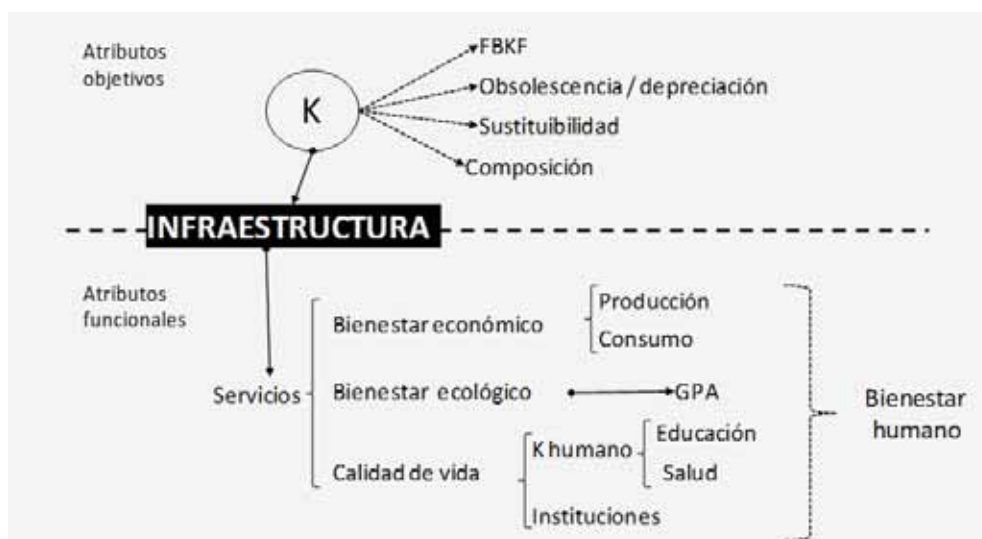 Atributos
objetivos
K
FBKF
Obsolescencia / depreciación
Sustituibilidad
Composición
INFRAESTRUCTURA
Atributos
funcionales
Servicios
Bienestar económico
Producción
Consumo
Bienestar ecológico
GPA
Calidad de vida
K humano
Educación
Salud
Instituciones
Bienestar
humano